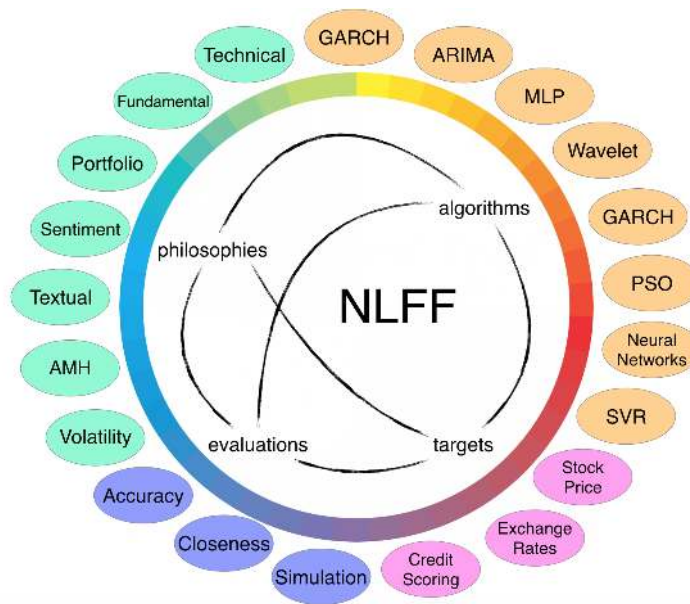 GARCH
ARIMA
MLP
Wavelet
GARCH
PSO
Neural
Networks
SVR
Stock
Price
Exchange
Rates
Credit
Scoring
Simulation
Closeness
Accuracy
Volatility
AMH
Textual
Sentiment
Portfolio
Fundamental
Technical
algorithms
philosophies
NLFF
evaluations
targets